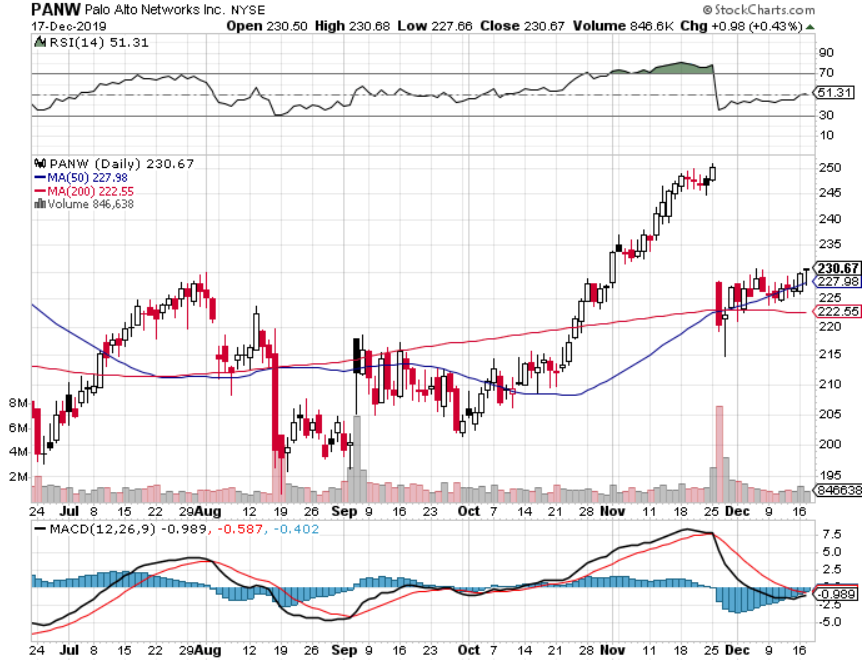 PANW Palo Alto Networks Inc. NYSE © StockCharts.com
17-Dec-2019 Open 230.50 High 230.68 Low 227.66 Close 230.67 Volume 846.6K Chg +0.98 (+0.43%)
RSI(14) 51.31
90
70
51.31
30
10
PANW (Daily) 230.67
MA(50) 227.98
MA(200) 222.55
Volume 846,638
250
245
240
235
230.67
227.98
225
222.55
220
215
210
205
200
195
846638
8M
6M
4M
2M
24 Jul 8 15 22 29 Aug 12 19 26 Sep 9 16 23 Oct 7 14 21 Nov 11 18 25 Dec 9 16
MACD(12,26,9) -0.989, -0.587, -0.402
7.5
5.0
2.5
-0.989
-2.5
-5.0
24 Jul 8 15 22 29 Aug 12 19 26 Sep 9 16 23 Oct 7 14 21 Nov 11 18 25 Dec 9 16